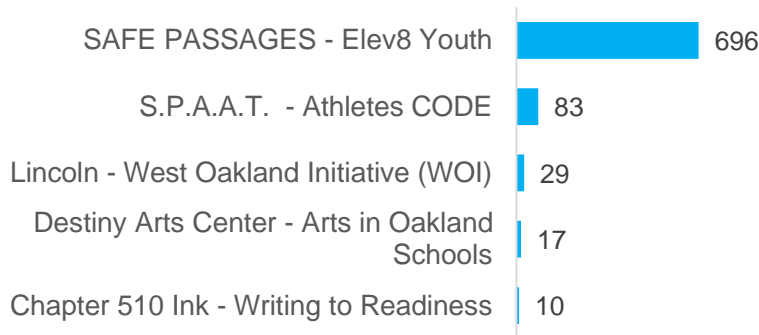 SAFE PASSAGES - Elev8 Youth 696
S.P.A.A.T.  - Athletes CODE 83
Lincoln - West Oakland Initiative (WOI) 29
Destiny Arts Center - Arts in Oakland
Schools 17
Chapter 510 Ink - Writing to Readiness 10